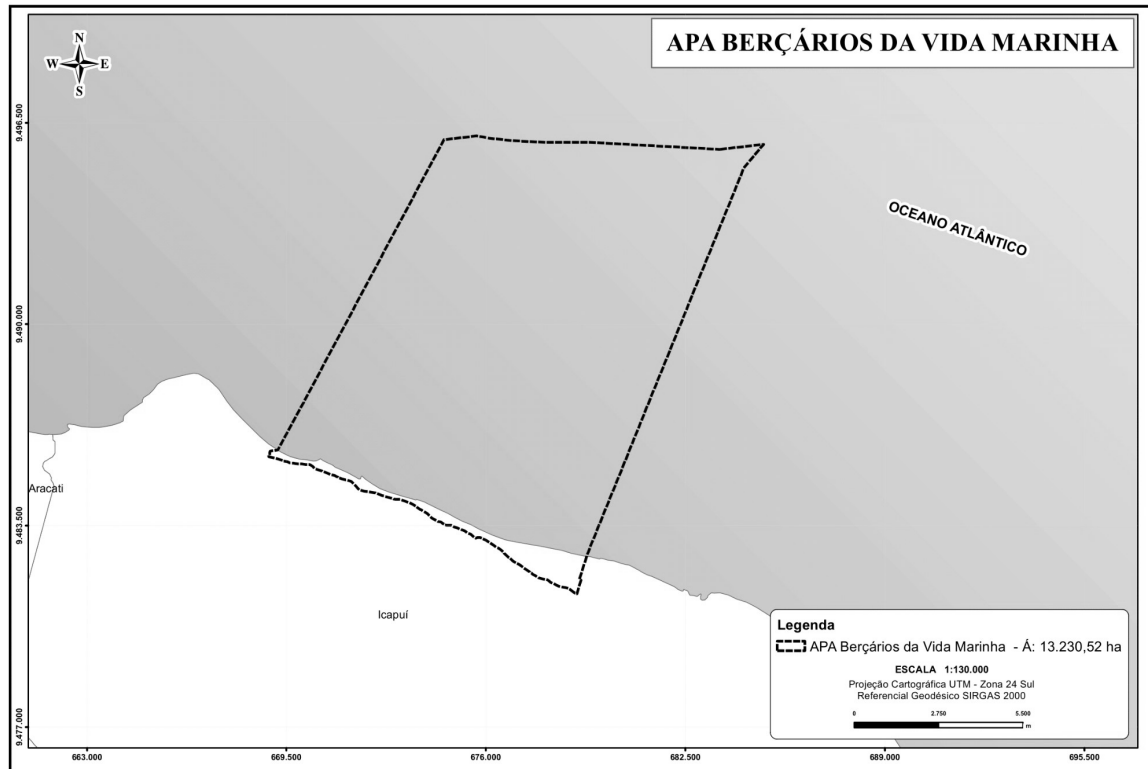 APA BERÇÁRIOS DA VIDA MARINHA
N
W E
S
9.496.500
OCEANO ATLÂNTICO
9.490.000
Aracati
9.483.500
Icapuí
Legenda
APA Berçários da Vida Marinha - Á: 13.230,52 ha
ESCALA 1:130.000
Projeção Cartográfica UTM - Zona 24 Sul
Referencial Geodésico SIRGAS 2000
0 2.750 5.500
m
9.477.000
663.000 669.500 676.000 682.500 689.000 695.500